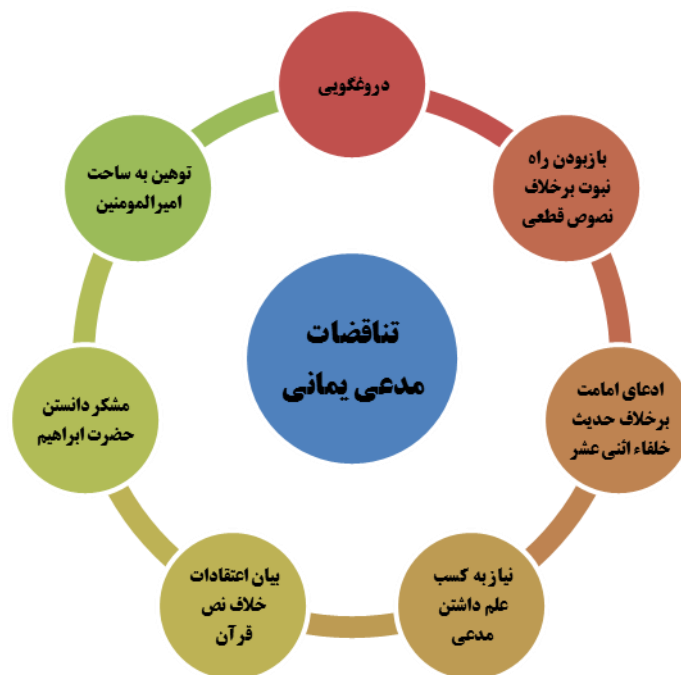 تناقضات
مدعی یمانی
دروغگویی
بازبودن راه
نبوت برخلاف
نصوص قطعی
ادعای امامت
برخلاف حدیث
خلفاء اثنی عشر
نیاز به کسب
علم داشتن
مدعی
بیان اعتقادات
خلاف نص
قرآن
مشکر دانستن
حضرت ابراهیم
توهین به ساحت
امیرالمومنین